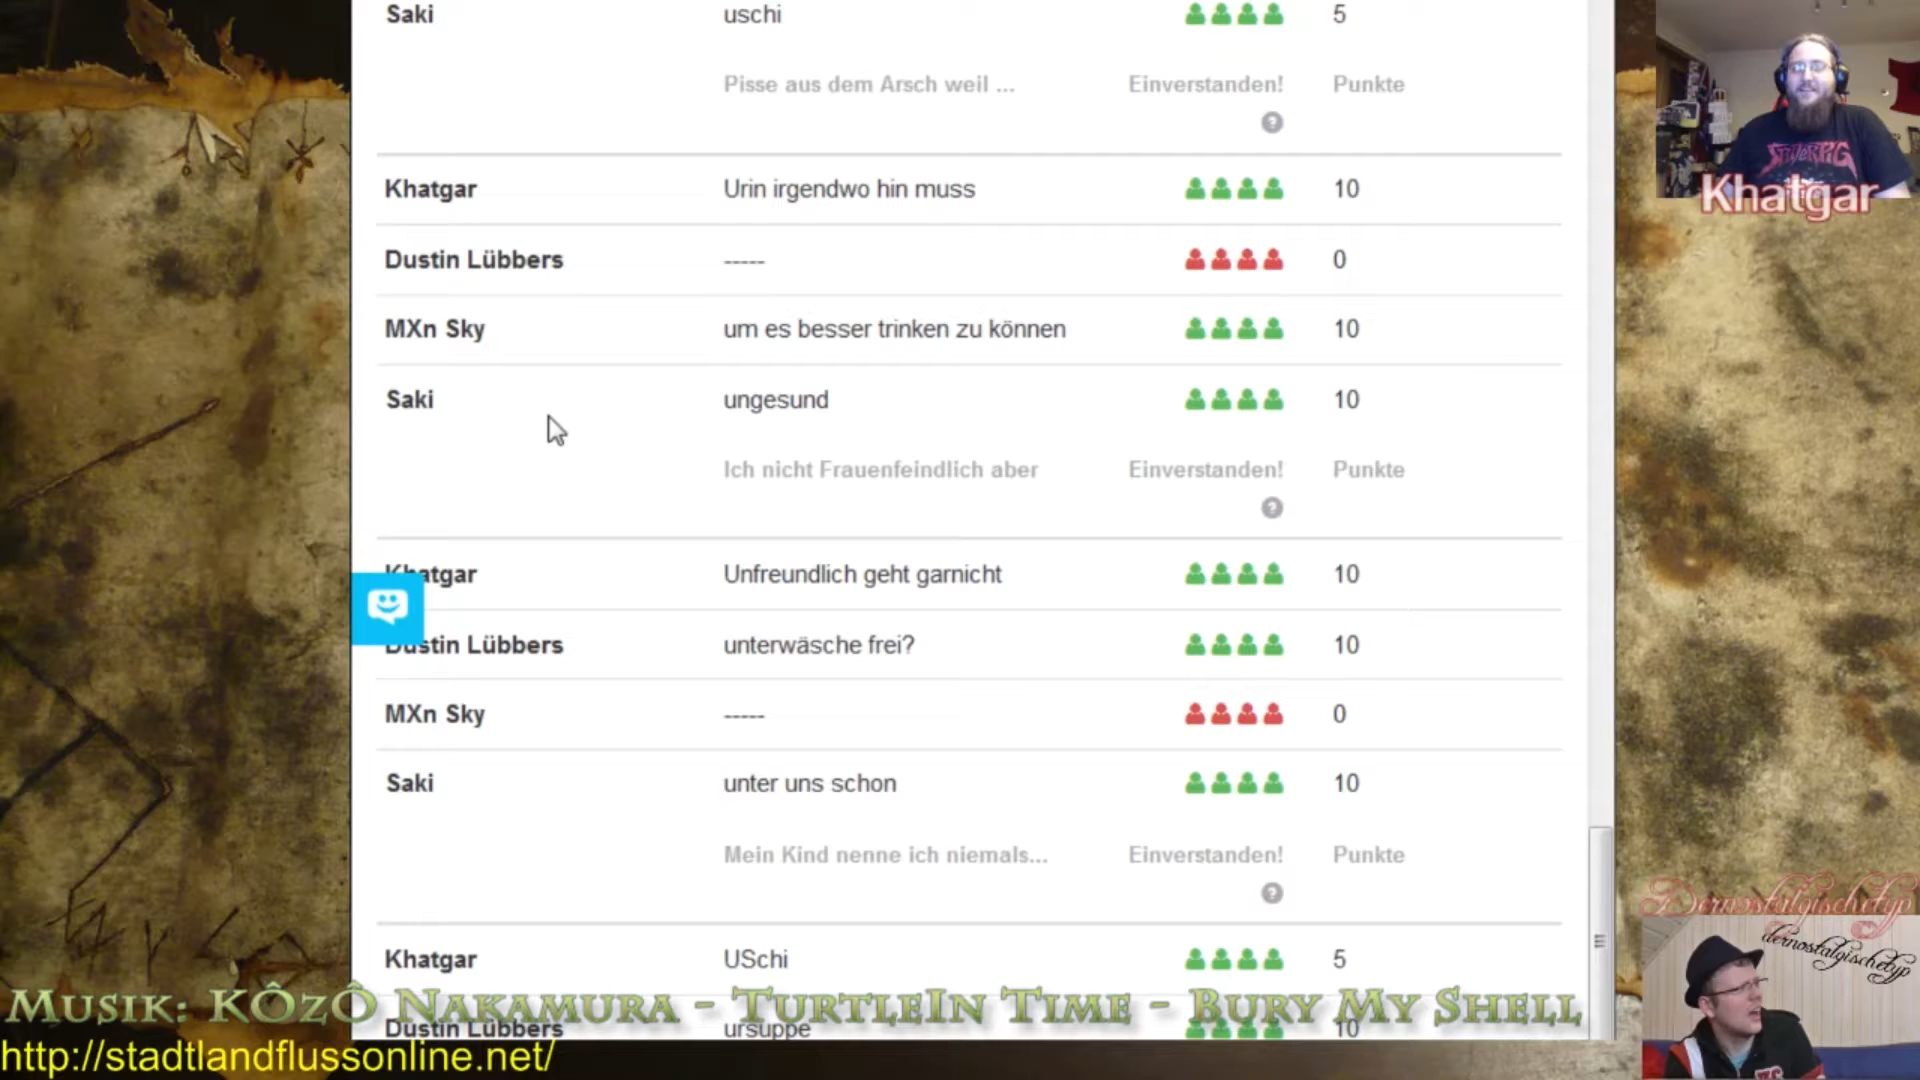 Saki uschi 5
Pisse aus dem Arsch weil ... Einverstanden! Punkte
?
Khatgar Urin irgendwo hin muss 10
Dustin Lübbers ----- 0
MXn Sky um es besser trinken zu können 10
Saki ungesund 10
Ich nicht Frauenfeindlich aber Einverstanden! Punkte
?
Khatgar Unfreundlich geht garnicht 10
Dustin Lübbers unterwäsche frei? 10
MXn Sky ----- 0
Saki unter uns schon 10
Mein Kind nenne ich niemals... Einverstanden! Punkte
?
Khatgar USchi 5
Dustin Lübbers ursuppe 10
Musik: KÔzÔ Nakamura - TurtleIn Time - Bury My Shell
http://stadtlandflussonline.net/
Khatgar
Dernostalgischetyp
dernostalgischetyp